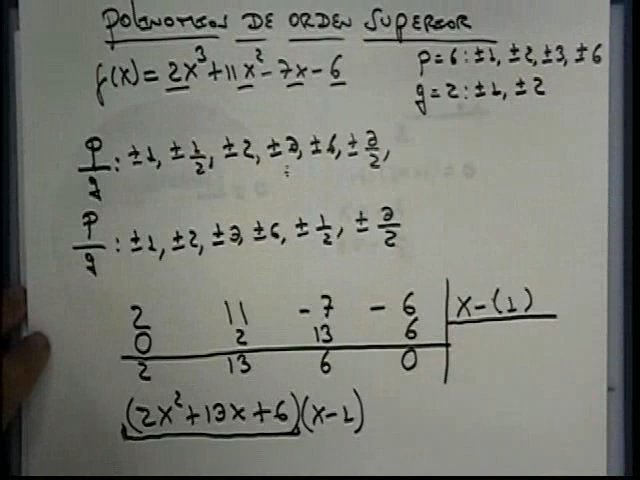 POLINOMIOS DE ORDEN SUPERIOR
f(x) = 2x³ + 11x² - 7x - 6
p = 6 : ±1, ±2, ±3, ±6
q = 2 : ±1, ±2
p/q : ±1, ±1/2, ±2, ±3, ±6, ±3/2,
p/q : ±1, ±2, ±3, ±6, ±1/2, ±3/2
2 11 -7 -6 x-(1)
0 2 13 6
2 13 6 0
(2x² + 13x + 6)(x-1)